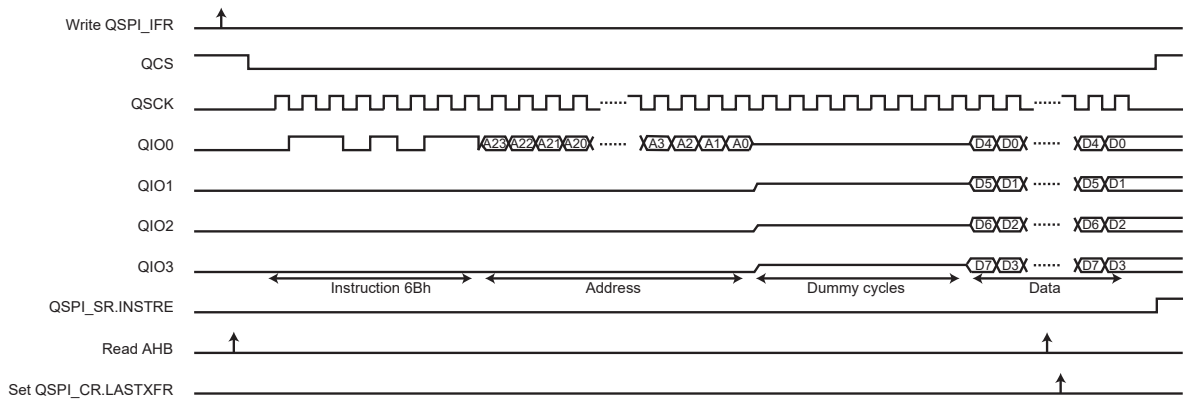 Write QSPI_IFR
QCS
QSCK
QIO0 A23 A22 A21 A20 A3 A2 A1 A0 D4 D0 D4 D0
QIO1 D5 D1 D5 D1
QIO2 D6 D2 D6 D2
QIO3 D7 D3 D7 D3
Instruction 6Bh Address Dummy cycles Data
QSPI_SR.INSTRE
Read AHB
Set QSPI_CR.LASTXFR